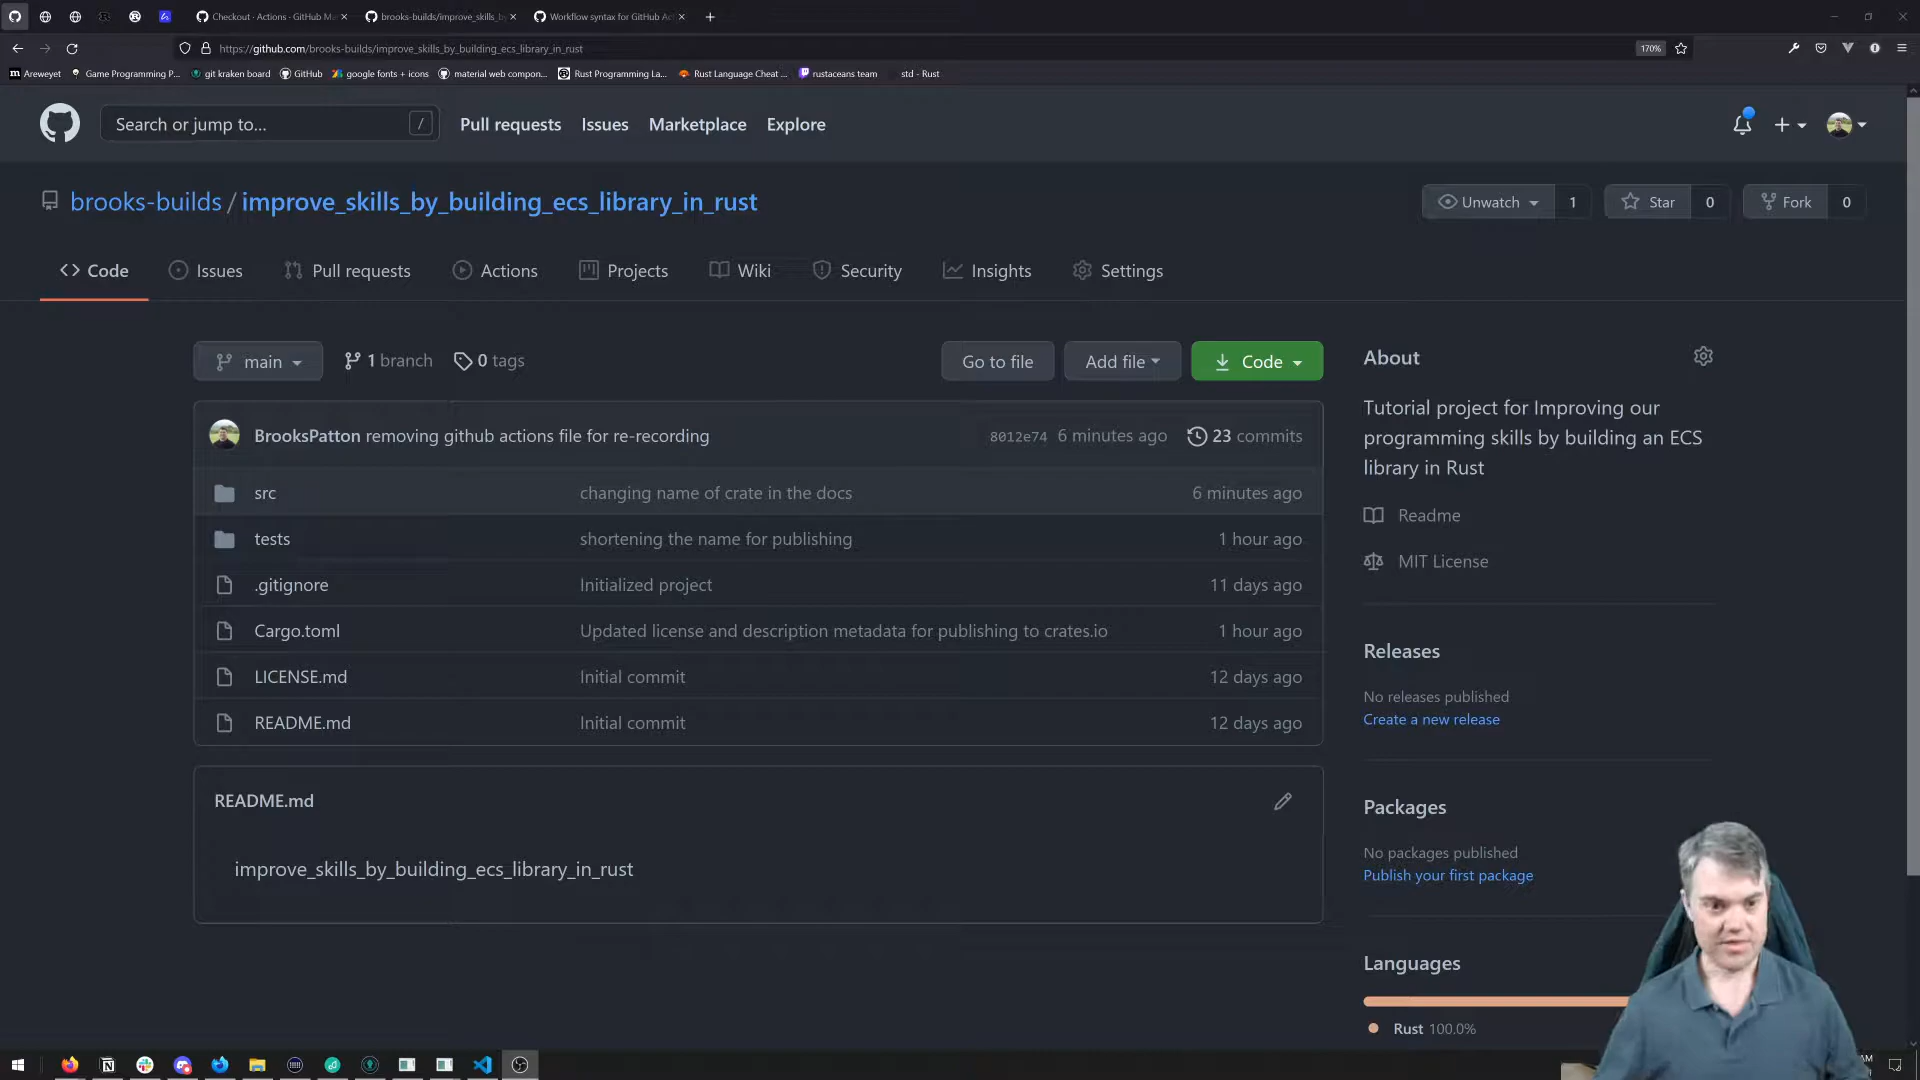 Checkout · Actions · GitHub Ma
brooks-builds/improve_skills_by
Workflow syntax for GitHub Ac
https://github.com/brooks-builds/improve_skills_by_building_ecs_library_in_rust
170%
Areweyet
Game Programming P...
git kraken board
GitHub
google fonts + icons
material web compon...
Rust Programming La...
Rust Language Cheat ...
rustaceans team
std - Rust
Search or jump to...
/
Pull requests
Issues
Marketplace
Explore
brooks-builds / improve_skills_by_building_ecs_library_in_rust
Unwatch 1
Star 0
Fork 0
Code
Issues
Pull requests
Actions
Projects
Wiki
Security
Insights
Settings
main
1 branch
0 tags
Go to file
Add file
Code
BrooksPatton removing github actions file for re-recording 8012e74 6 minutes ago 23 commits
src changing name of crate in the docs 6 minutes ago
tests shortening the name for publishing 1 hour ago
.gitignore Initialized project 11 days ago
Cargo.toml Updated license and description metadata for publishing to crates.io 1 hour ago
LICENSE.md Initial commit 12 days ago
README.md Initial commit 12 days ago
README.md
improve_skills_by_building_ecs_library_in_rust
About
Tutorial project for Improving our
programming skills by building an ECS
library in Rust
Readme
MIT License
Releases
No releases published
Create a new release
Packages
No packages published
Publish your first package
Languages
Rust 100.0%
AM